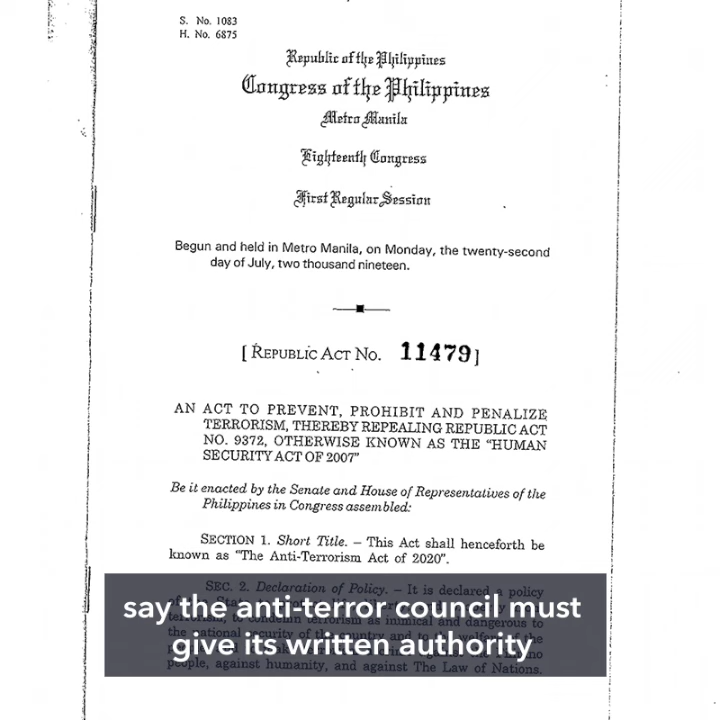 S. No. 1083
H. No. 6875
Republic of the Philippines
Congress of the Philippines
Metro Manila
Eighteenth Congress
First Regular Session
Begun and held in Metro Manila, on Monday, the twenty-second
day of July, two thousand nineteen.
[ REPUBLIC ACT NO. 11479 ]
AN ACT TO PREVENT, PROHIBIT AND PENALIZE
TERRORISM, THEREBY REPEALING REPUBLIC ACT
NO. 9372, OTHERWISE KNOWN AS THE “HUMAN
SECURITY ACT OF 2007”
Be it enacted by the Senate and House of Representatives of the
Philippines in Congress assembled:
SECTION 1. Short Title. – This Act shall henceforth be
known as “The Anti-Terrorism Act of 2020”.
SEC. 2. Declaration of Policy. – It is declared a policy
say the anti-terror council must
give its written authority
people, against humanity, and against The Law of Nations.